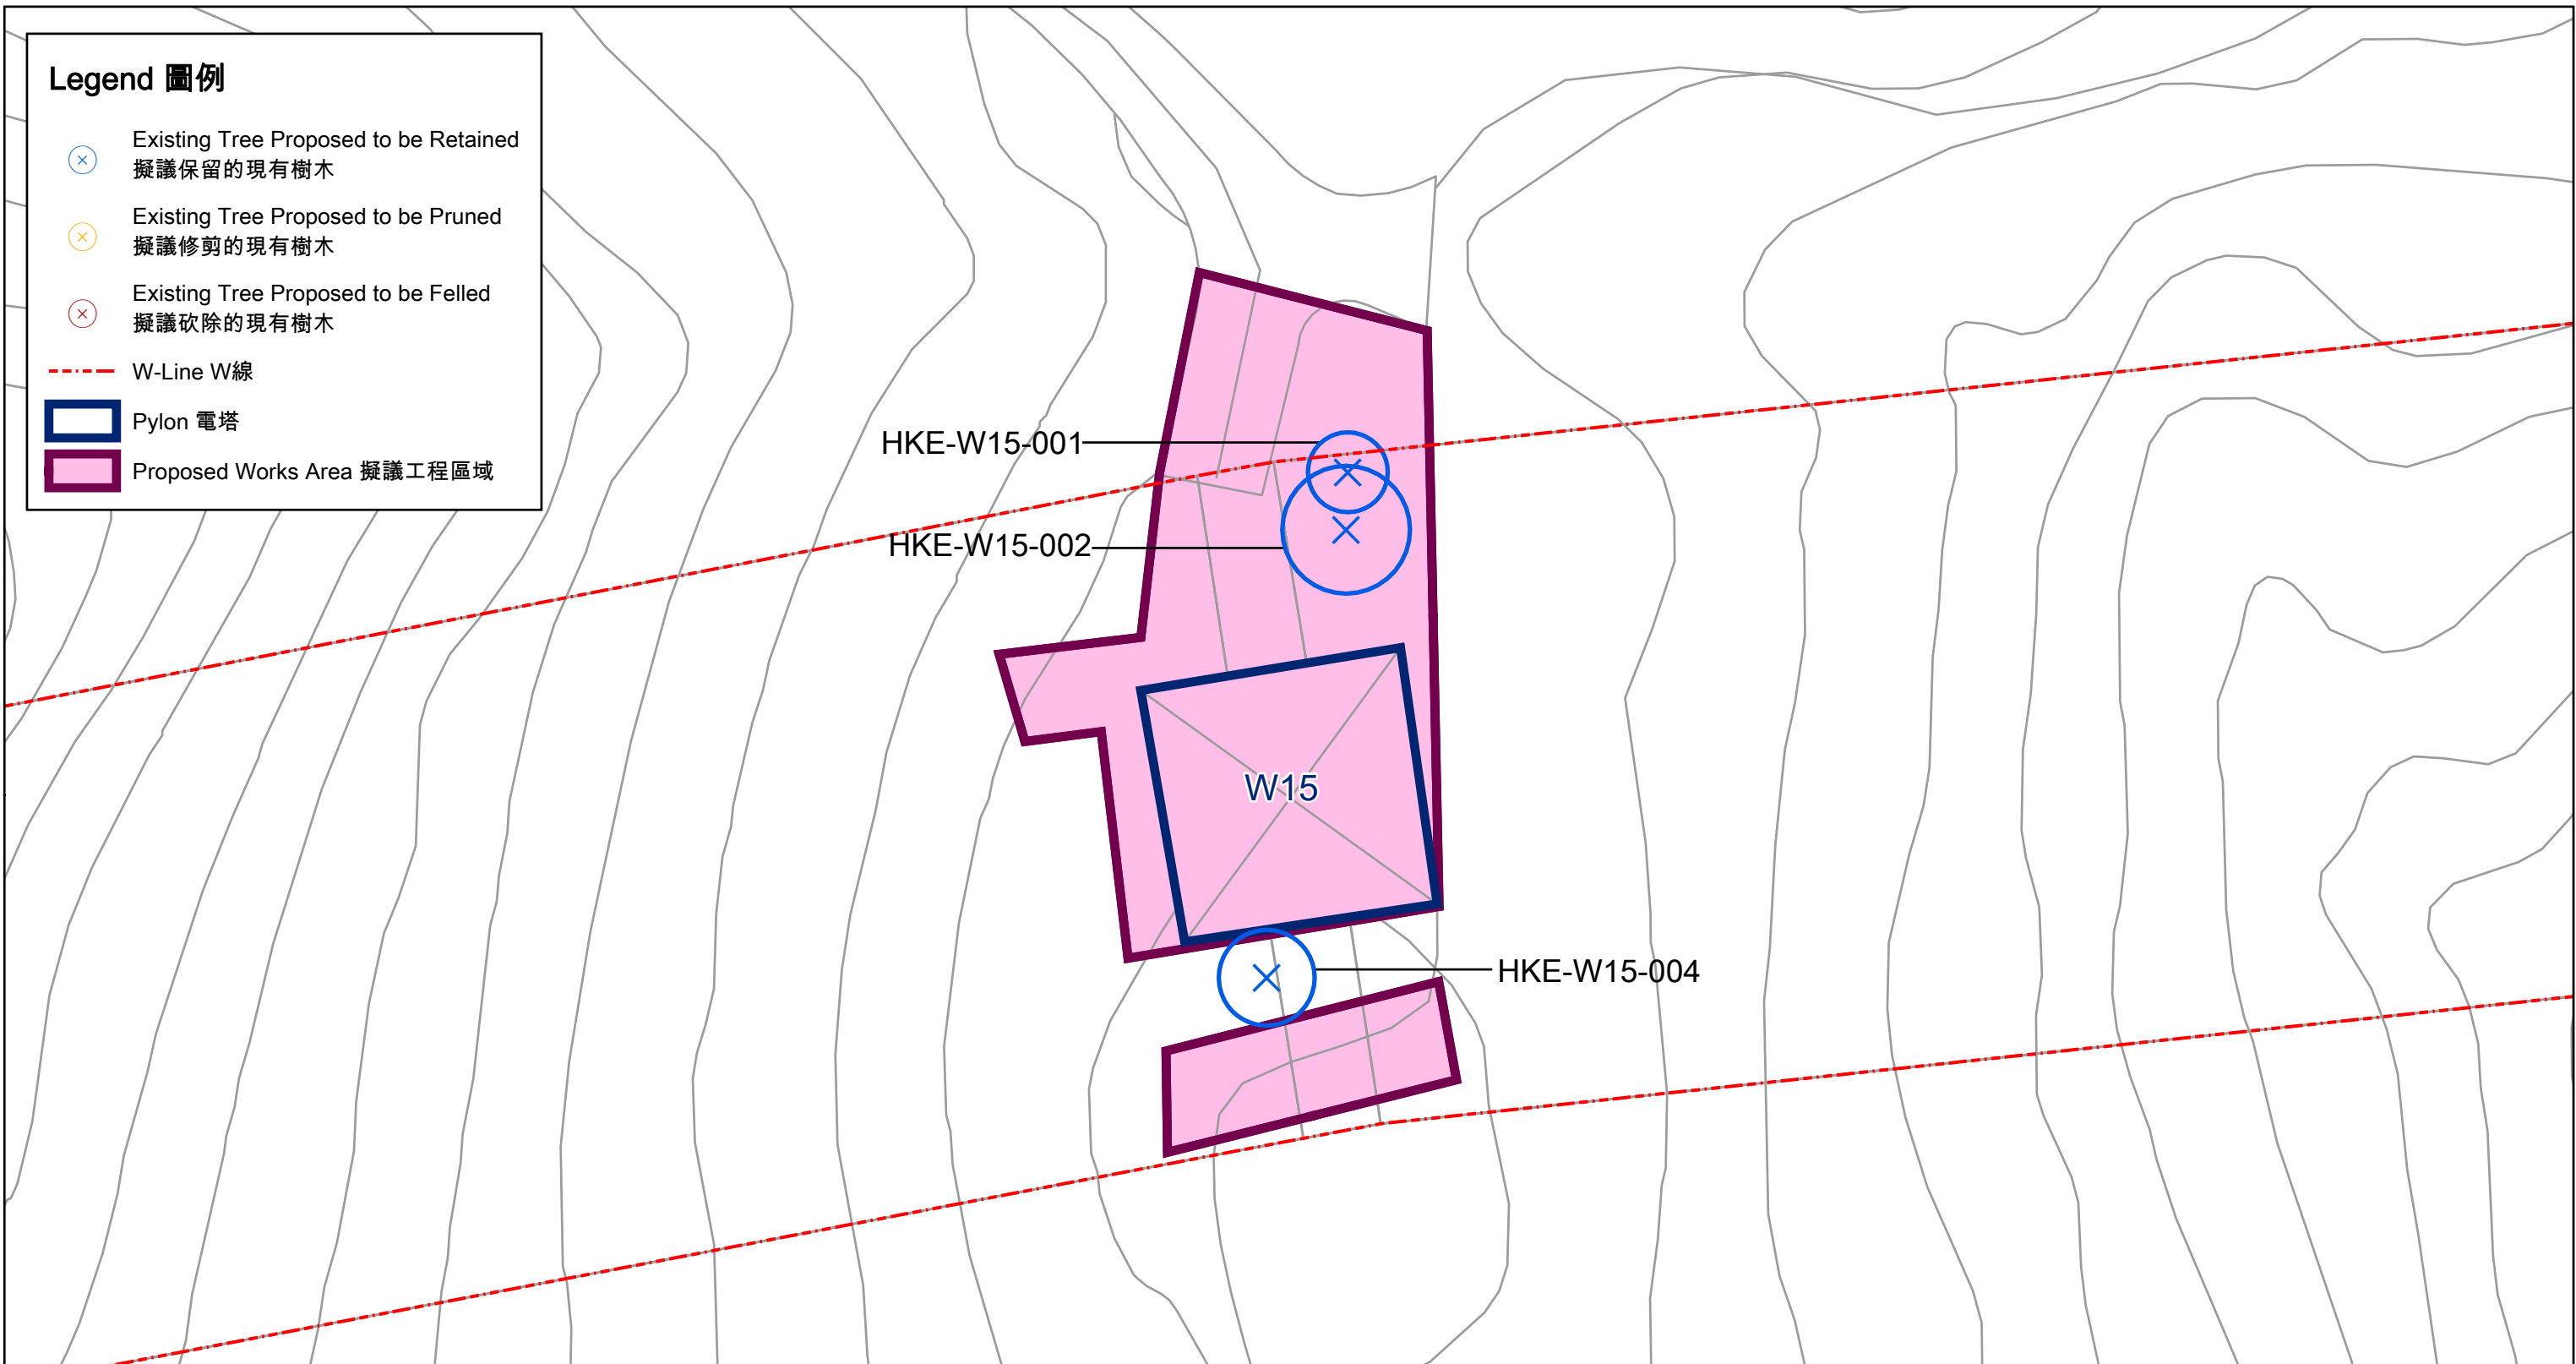 Legend 圖例
Existing Tree Proposed to be Retained
擬議保留的現有樹木
Existing Tree Proposed to be Pruned
擬議修剪的現有樹木
Existing Tree Proposed to be Felled
擬議砍除的現有樹木
W-Line W線
Pylon 電塔
Proposed Works Area 擬議工程區域
HKE-W15-001
HKE-W15-002
W15
HKE-W15-004